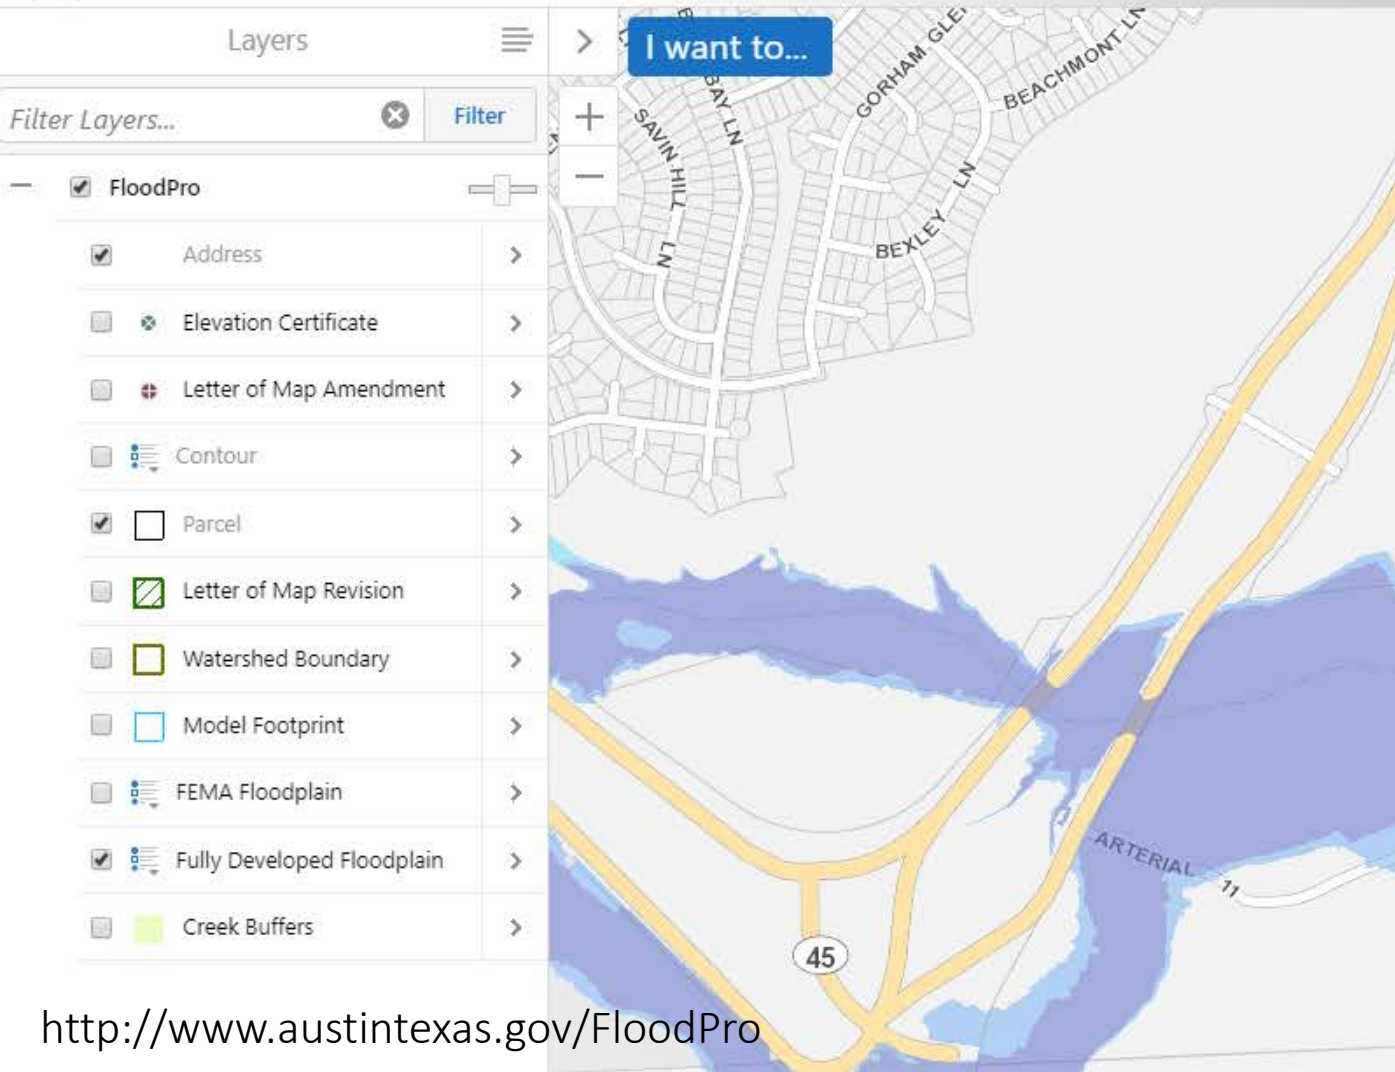 Layers
I want to...
Filter Layers...
Filter
FloodPro
Address
Elevation Certificate
Letter of Map Amendment
Contour
Parcel
Letter of Map Revision
Watershed Boundary
Model Footprint
FEMA Floodplain
Fully Developed Floodplain
Creek Buffers
BAY LN
SAVIN HILL LN
GORHAM GLE
BEACHMONT LN
BEXLEY LN
ARTERIAL 11
45
http://www.austintexas.gov/FloodPro